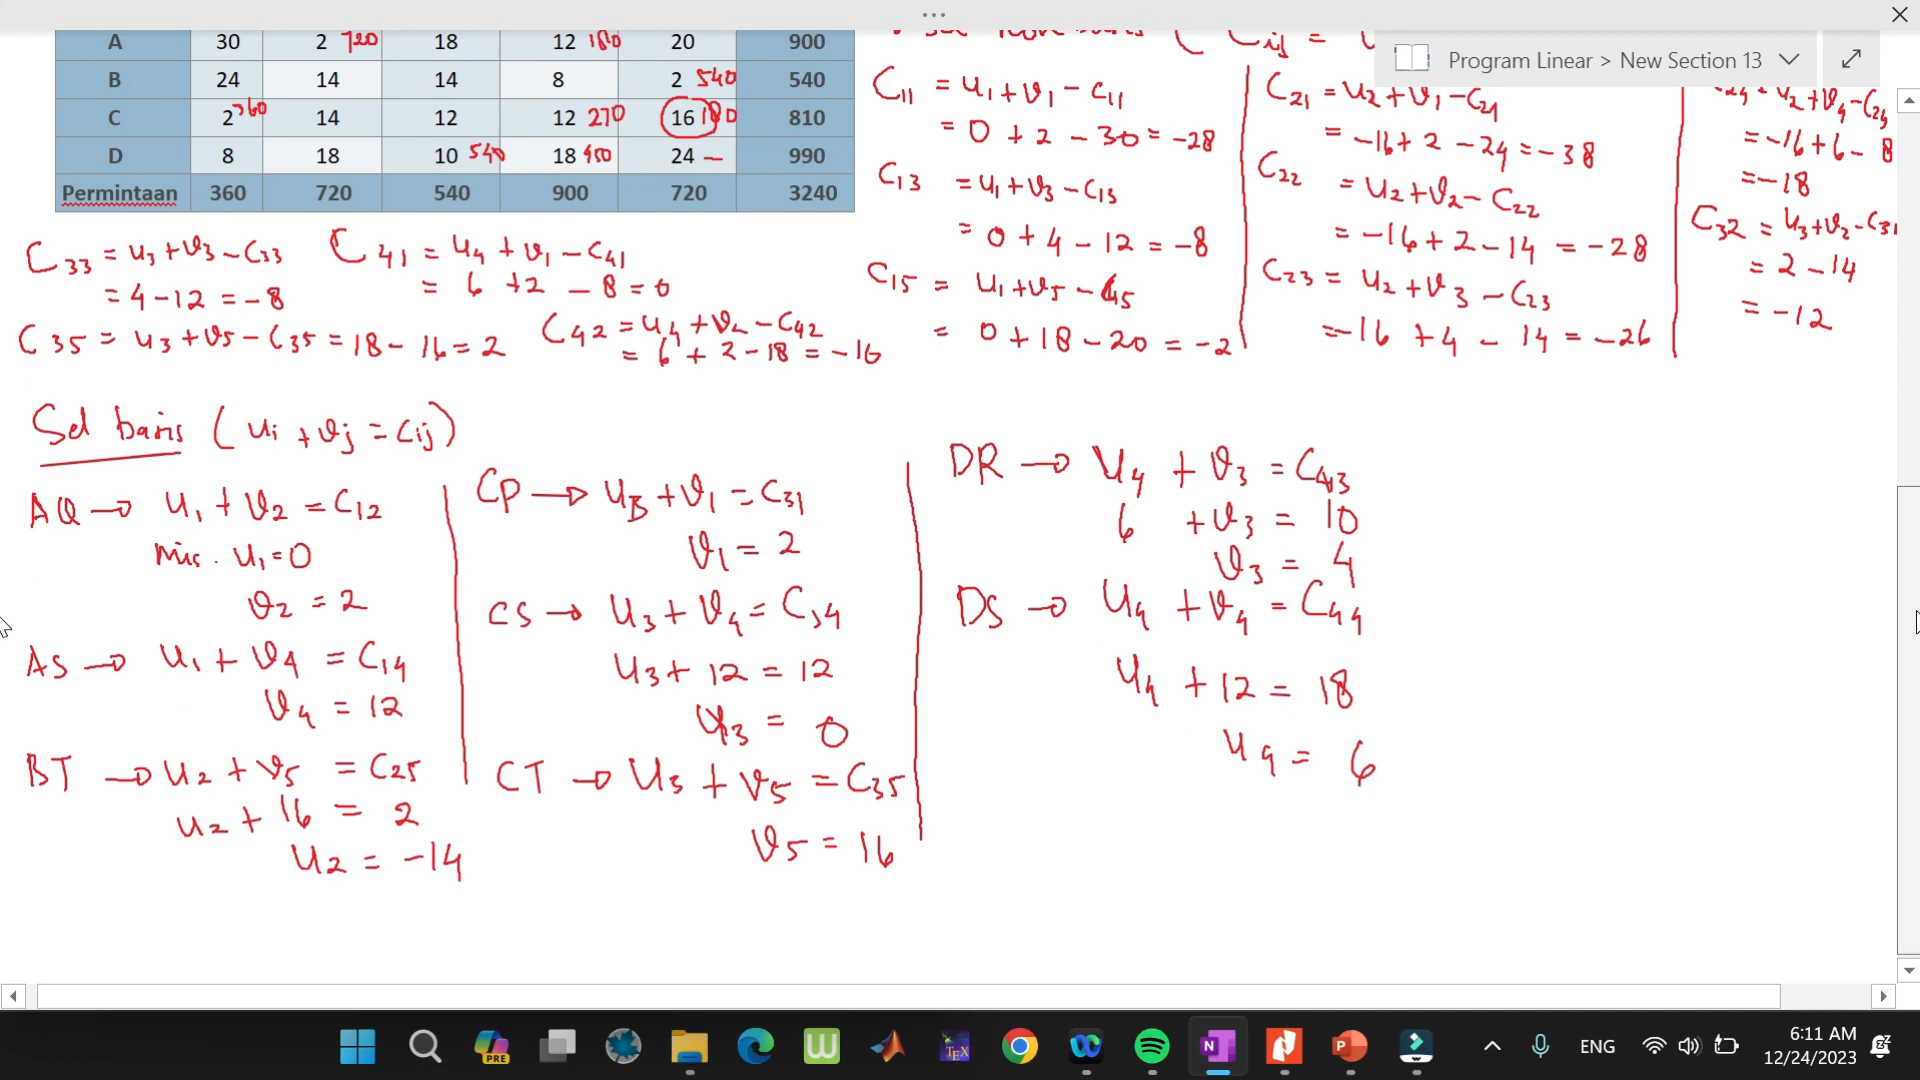 Program Linear > New Section 13
A 30 2 720 18 12 180 20 900
B 24 14 14 8 2 540 540
C 2 360 14 12 12 270 16 180 810
D 8 18 10 540 18 450 24 — 990
Permintaan 360 720 540 900 720 3240
C11 = u1 + v1 - c11
= 0 + 2 - 30 = -28
C13 = u1 + v3 - c13
= 0 + 4 - 12 = -8
C15 = u1 + v5 - c15
= 0 + 18 - 20 = -2
C21 = u2 + v1 - c21
= -16 + 2 - 24 = -38
C22 = u2 + v2 - c22
= -16 + 2 - 14 = -28
C23 = u2 + v3 - c23
= -16 + 4 - 14 = -26
C24 = u2 + v4 - c24
= -16 + 6 - 8
= -18
C32 = u3 + v2 - c31
= 2 - 14
= -12
C33 = u3 + v3 - c33
= 4 - 12 = -8
C35 = u3 + v5 - c35 = 18 - 16 = 2
C41 = u4 + v1 - c41
= 6 + 2 - 8 = 0
C42 = u4 + v2 - c42
= 6 + 2 - 18 = -10
Sel basis (ui + vj = cij)
AQ → u1 + v2 = c12
mis. u1 = 0
v2 = 2
AS → u1 + v4 = c14
v4 = 12
BT → u2 + v5 = c25
u2 + 16 = 2
u2 = -14
CP → u3 + v1 = c31
v1 = 2
CS → u3 + v4 = c34
u3 + 12 = 12
u3 = 0
CT → u3 + v5 = c35
v5 = 16
DR → u4 + v3 = c43
6 + v3 = 10
v3 = 4
DS → u4 + v4 = c44
u4 + 12 = 18
u4 = 6
PRE
TEX
ENG
6:11 AM
12/24/2023